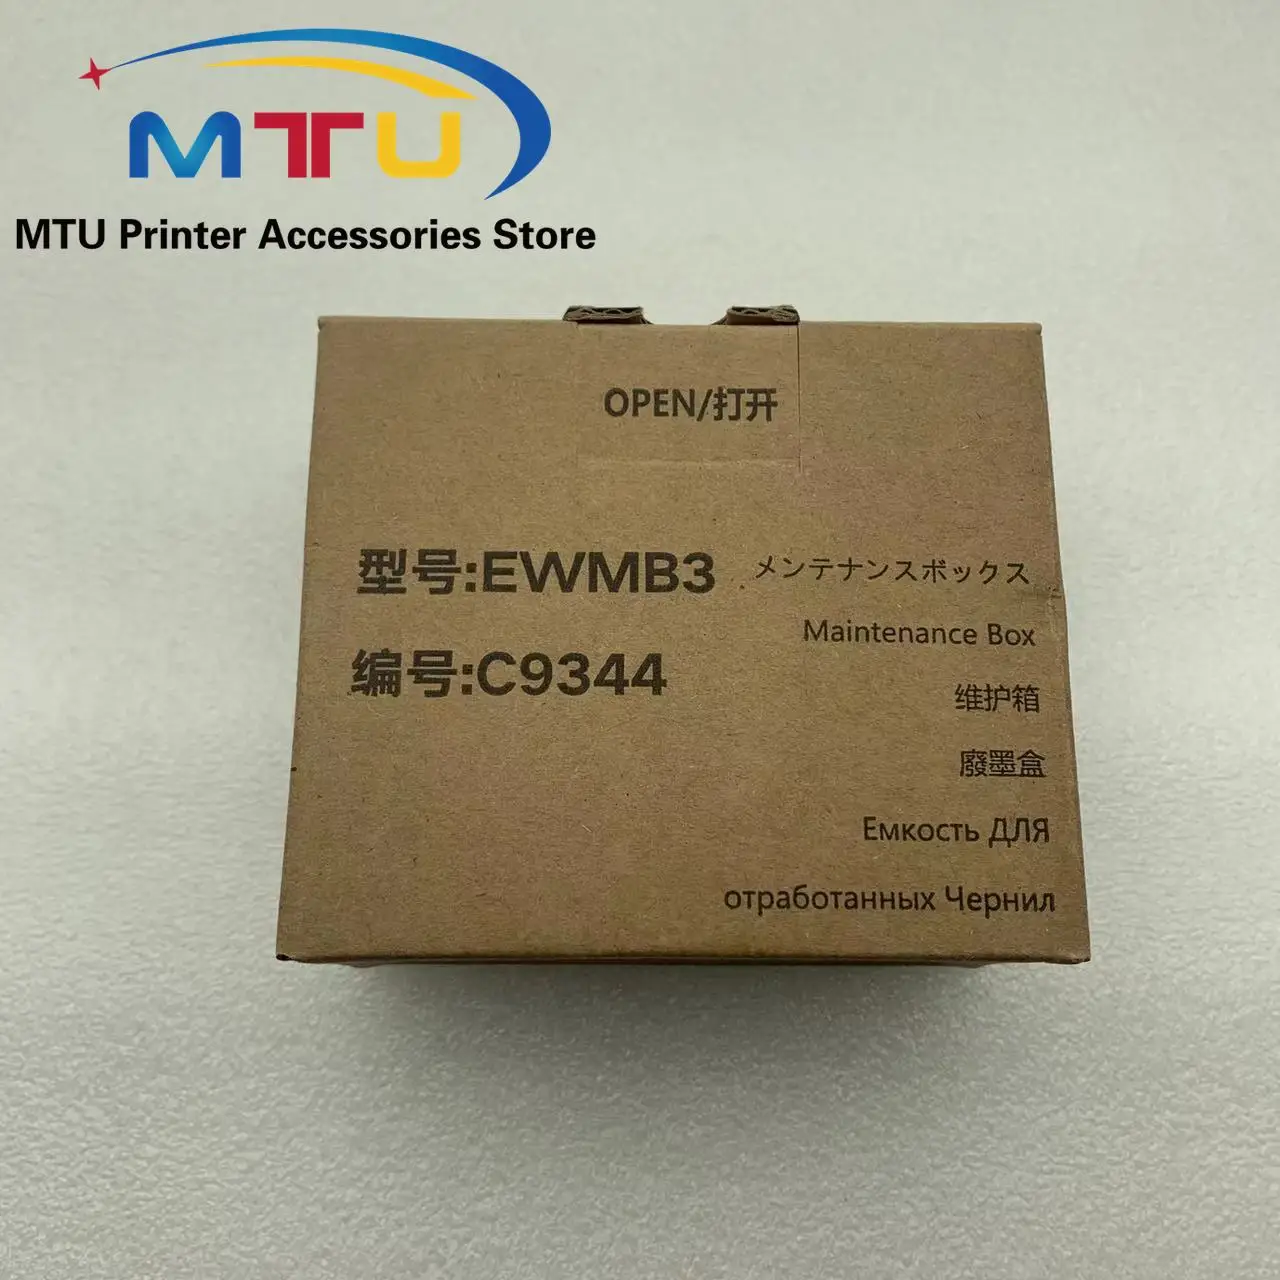 MTU
MTU Printer Accessories Store
OPEN/打开
型号:EWMB3
编号:C9344
メンテナンスボックス
Maintenance Box
维护箱
廢墨盒
Емкость ДЛЯ
отработанных Чернил